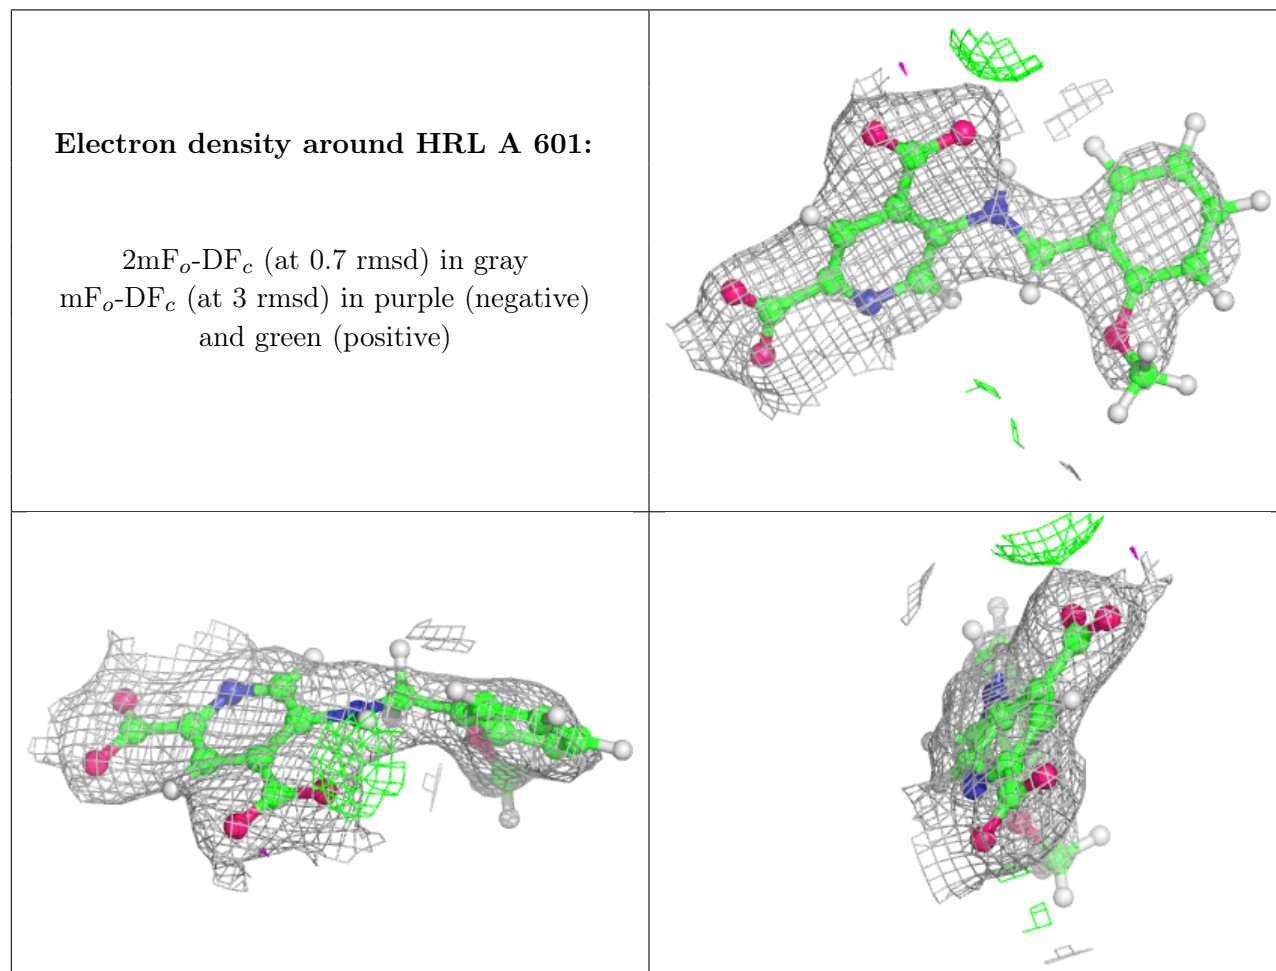 Electron density around HRL A 601:
2mFo-DFc (at 0.7 rmsd) in gray
mFo-DFc (at 3 rmsd) in purple (negative)
and green (positive)